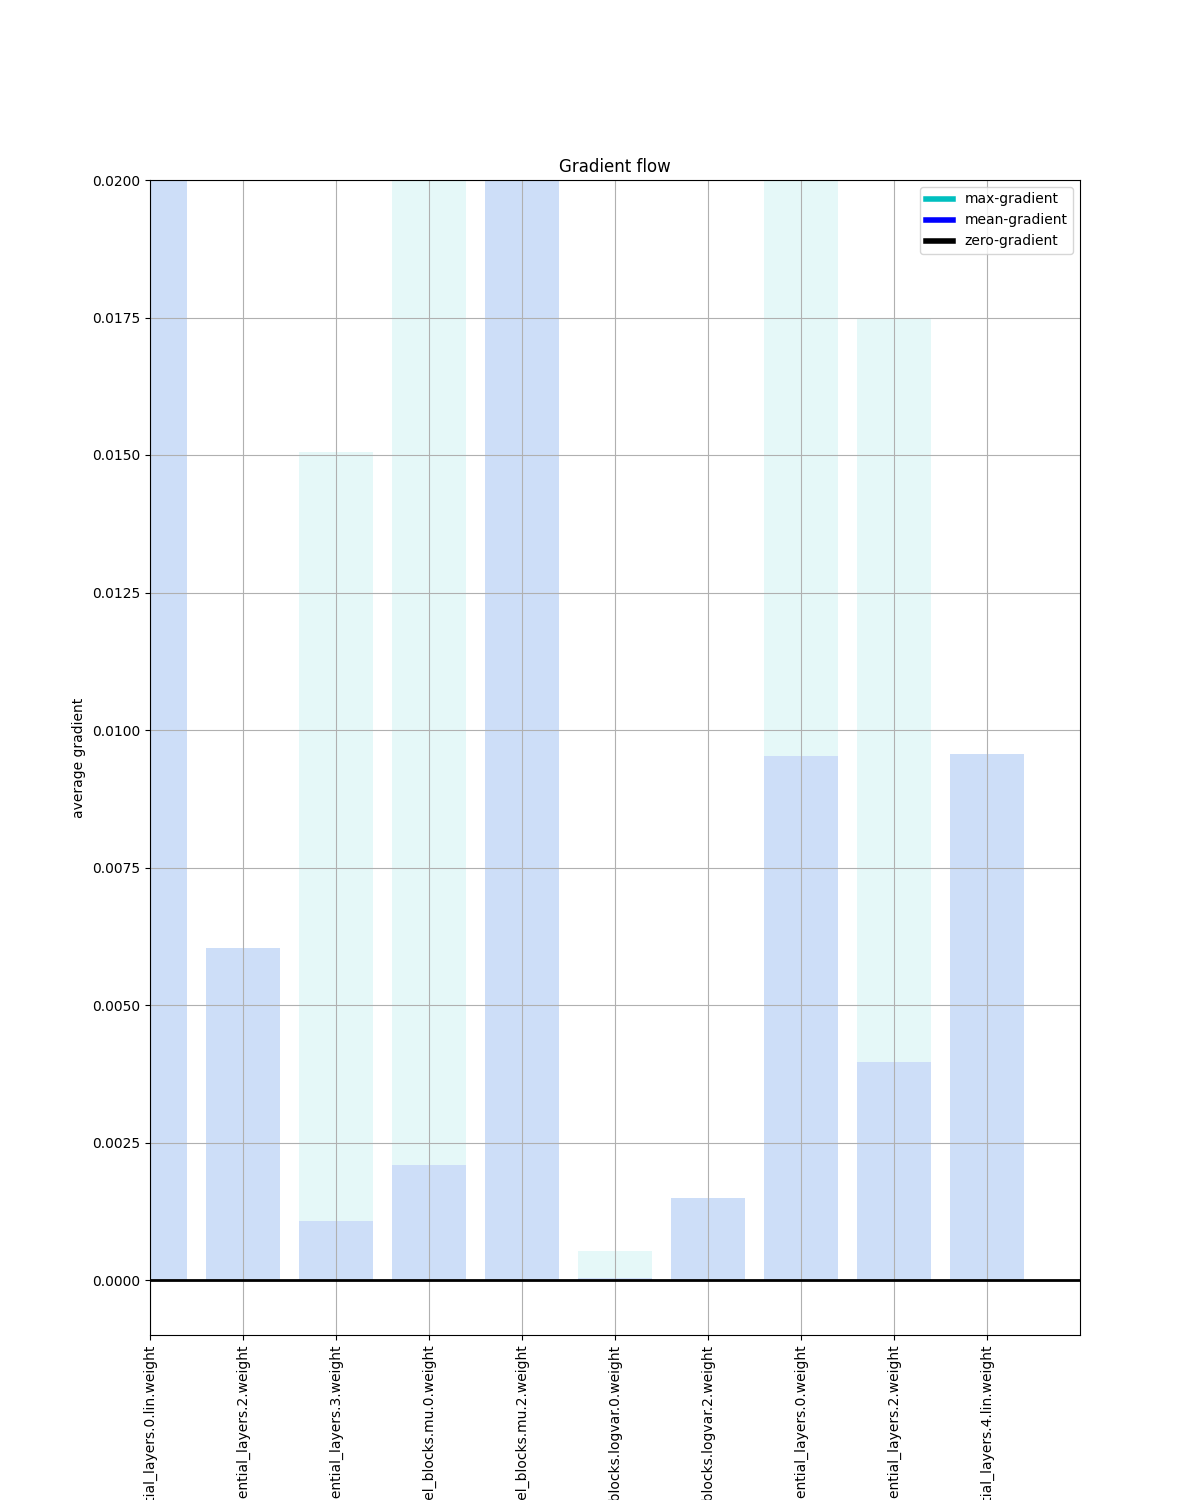 Gradient flow
max-gradient
mean-gradient
zero-gradient
average gradient
0.0200
0.0175
0.0150
0.0125
0.0100
0.0075
0.0050
0.0025
0.0000
tial_layers.0.lin.weight
ential_layers.2.weight
ential_layers.3.weight
el_blocks.mu.0.weight
el_blocks.mu.2.weight
blocks.logvar.0.weight
blocks.logvar.2.weight
ential_layers.0.weight
ential_layers.2.weight
tial_layers.4.lin.weight